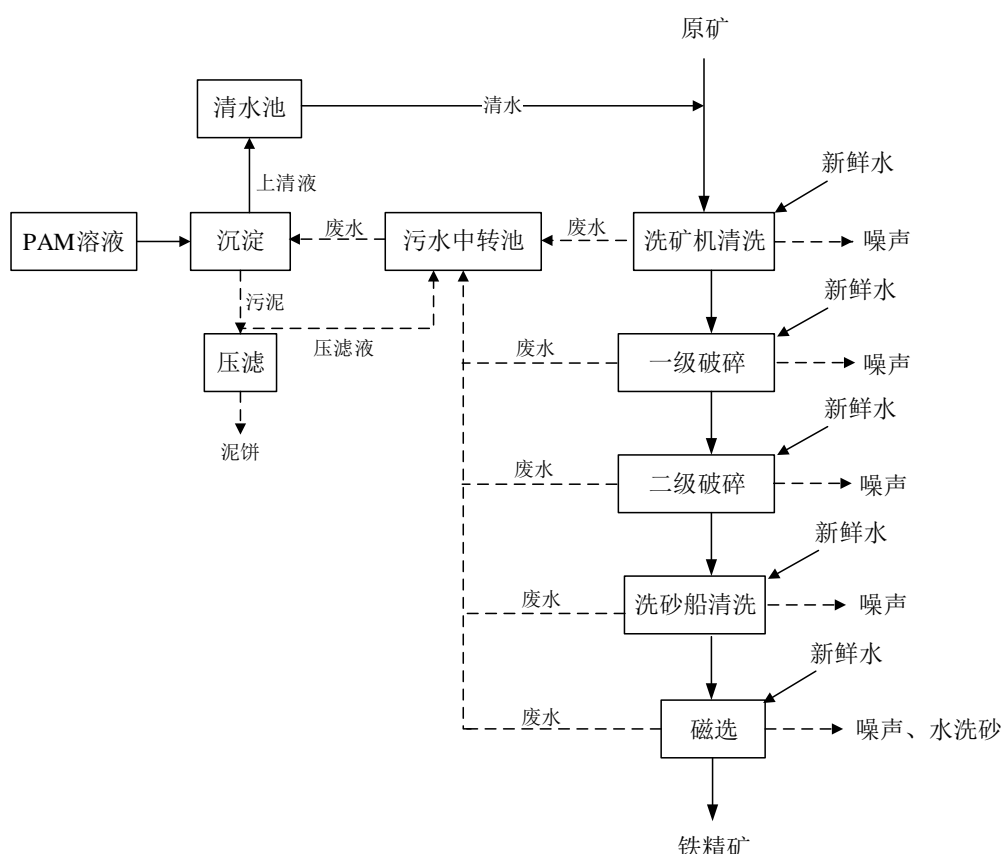 原矿
清水池
清水
新鲜水
上清液
PAM溶液
沉淀
废水
污水中转池
废水
洗矿机清洗
噪声
污泥
新鲜水
压滤
压滤液
废水
一级破碎
噪声
新鲜水
泥饼
废水
二级破碎
噪声
新鲜水
废水
洗砂船清洗
噪声
新鲜水
废水
磁选
噪声、水洗砂
铁精矿